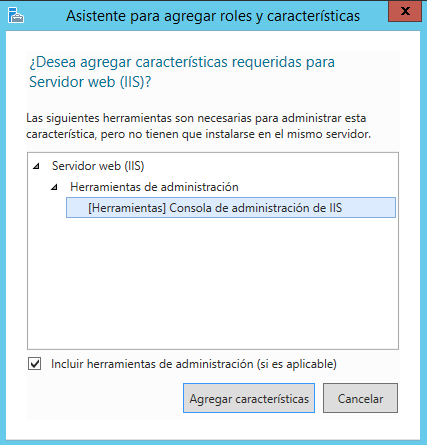 Asistente para agregar roles y características
x
¿Desea agregar características requeridas para
Servidor web (IIS)?
Las siguientes herramientas son necesarias para administrar esta
característica, pero no tienen que instalarse en el mismo servidor.
Servidor web (IIS)
Herramientas de administración
[Herramientas] Consola de administración de IIS
Incluir herramientas de administración (si es aplicable)
Agregar características
Cancelar